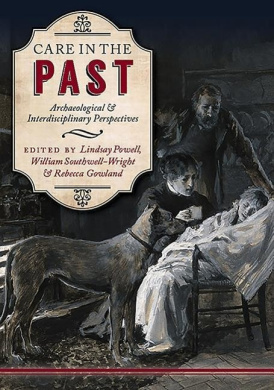 CARE IN THE
PAST
Archaeological &
Interdisciplinary Perspectives
EDITED BY Lindsay Powell,
William Southwell-Wright
& Rebecca Gowland